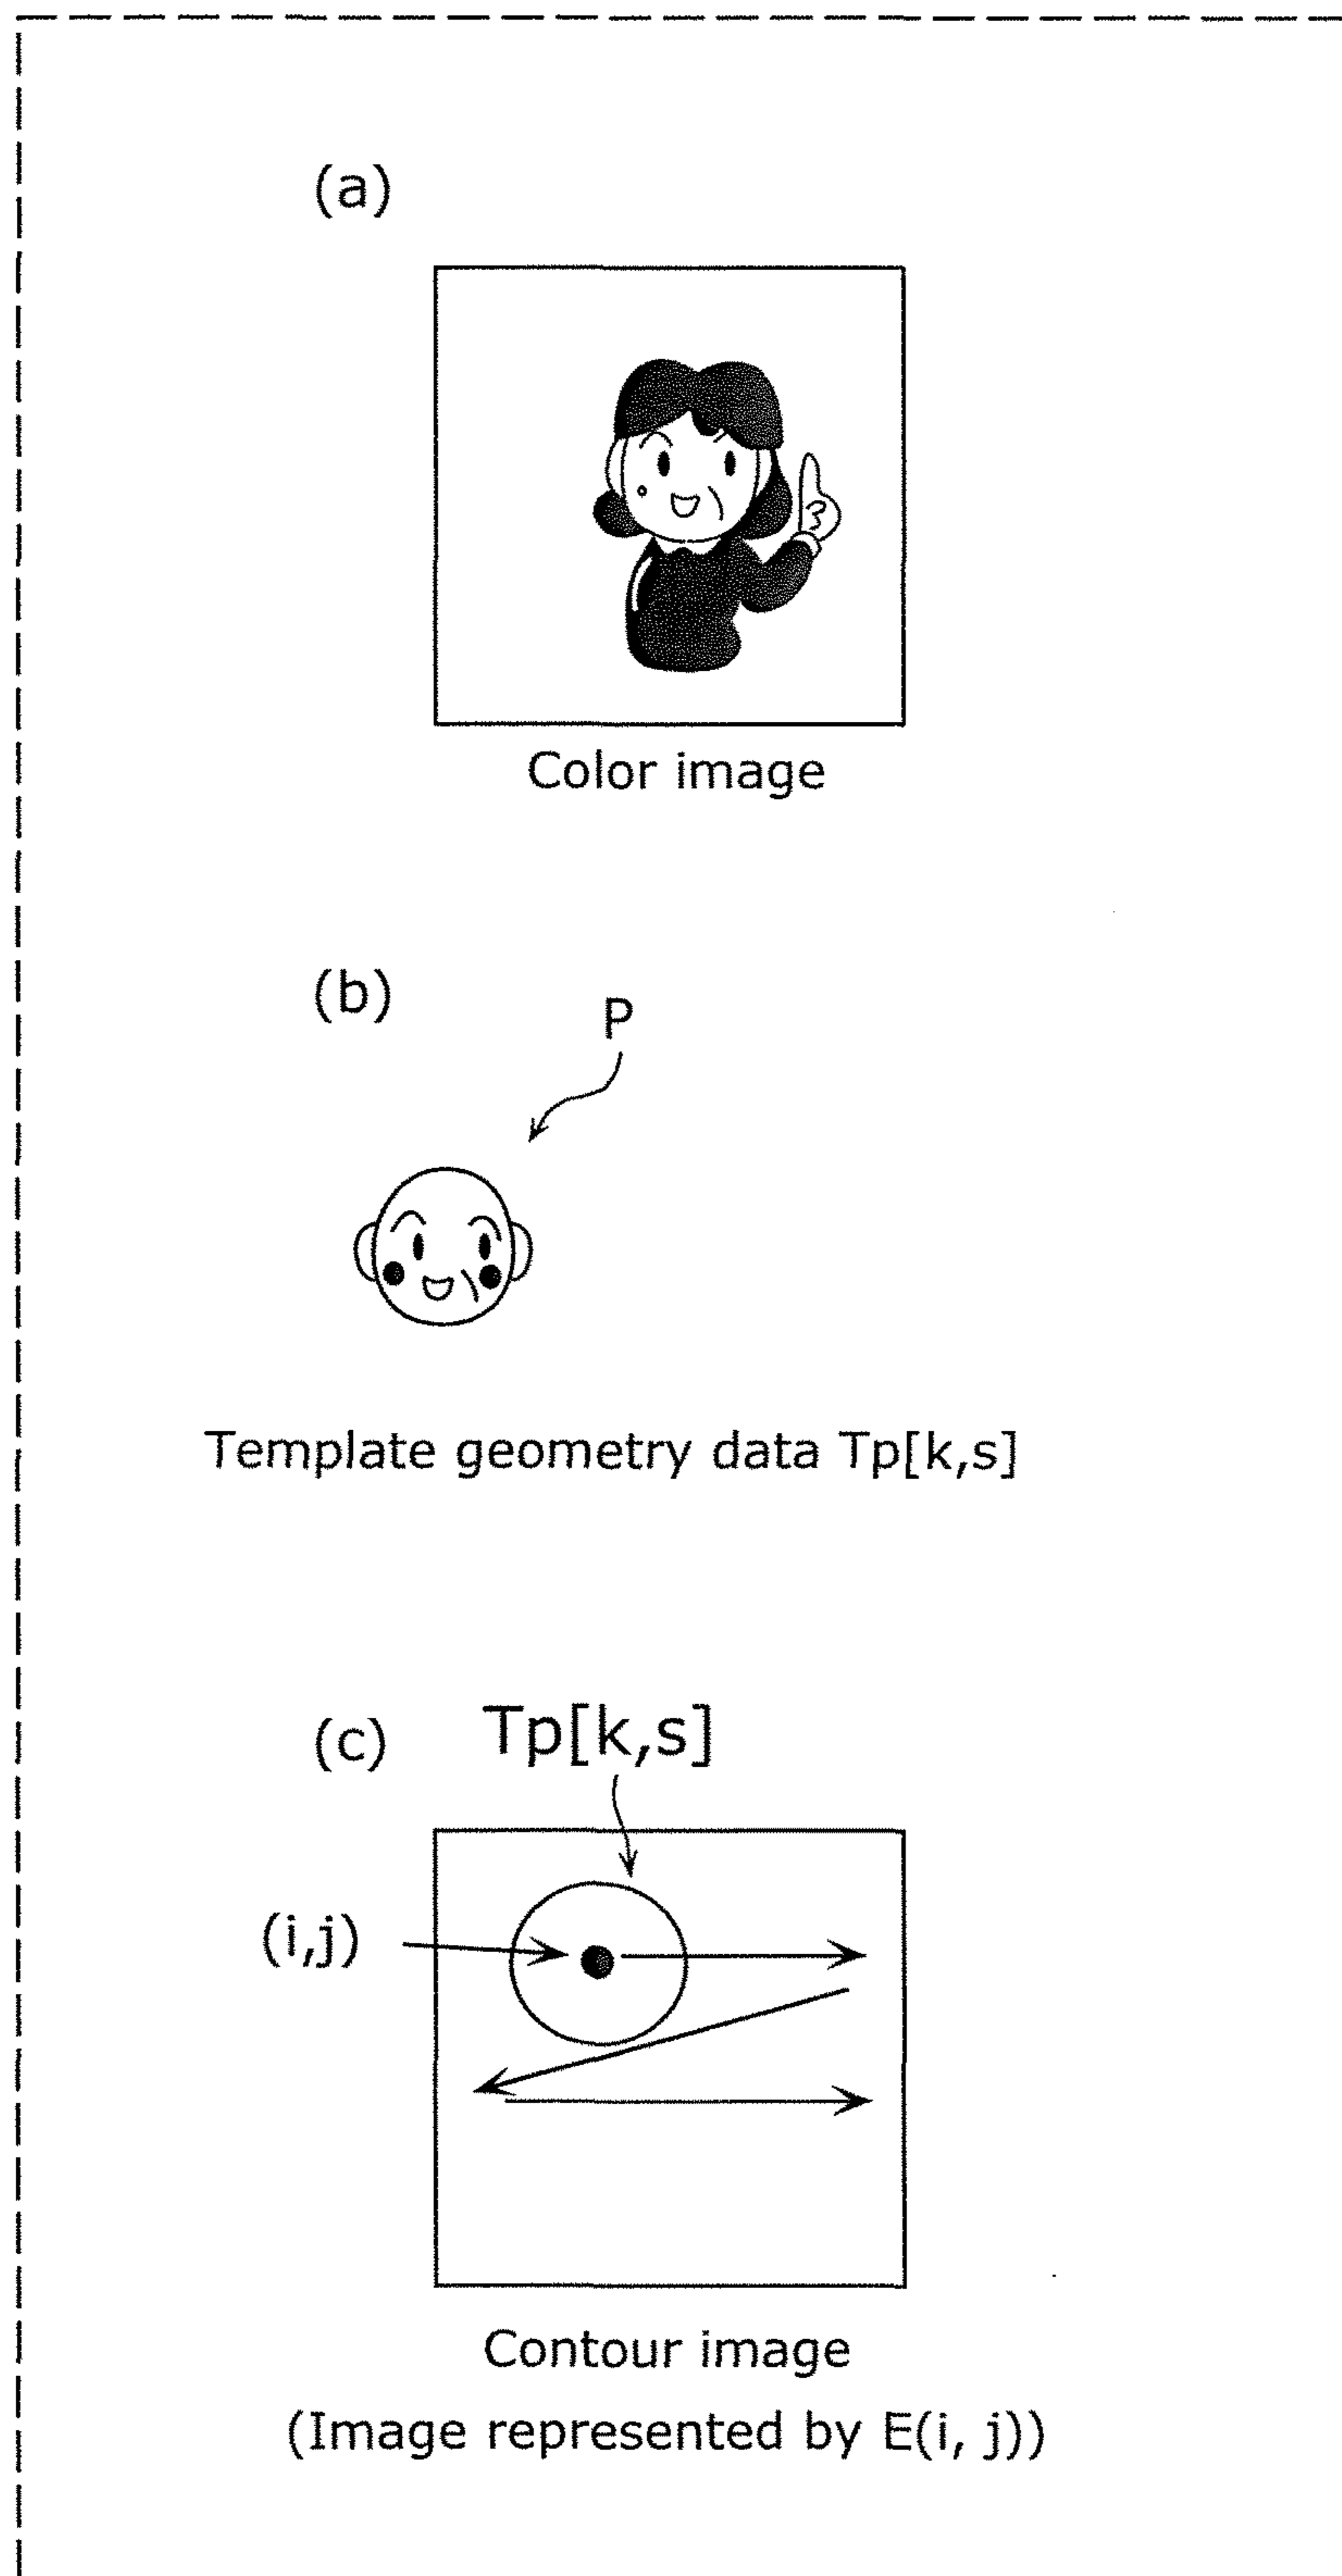 (a)
Color image
(b)
P
Template geometry data Tp[k,s]
(c)
Tp[k,s]
(i,j)
Contour image
(Image represented by E(i, j))